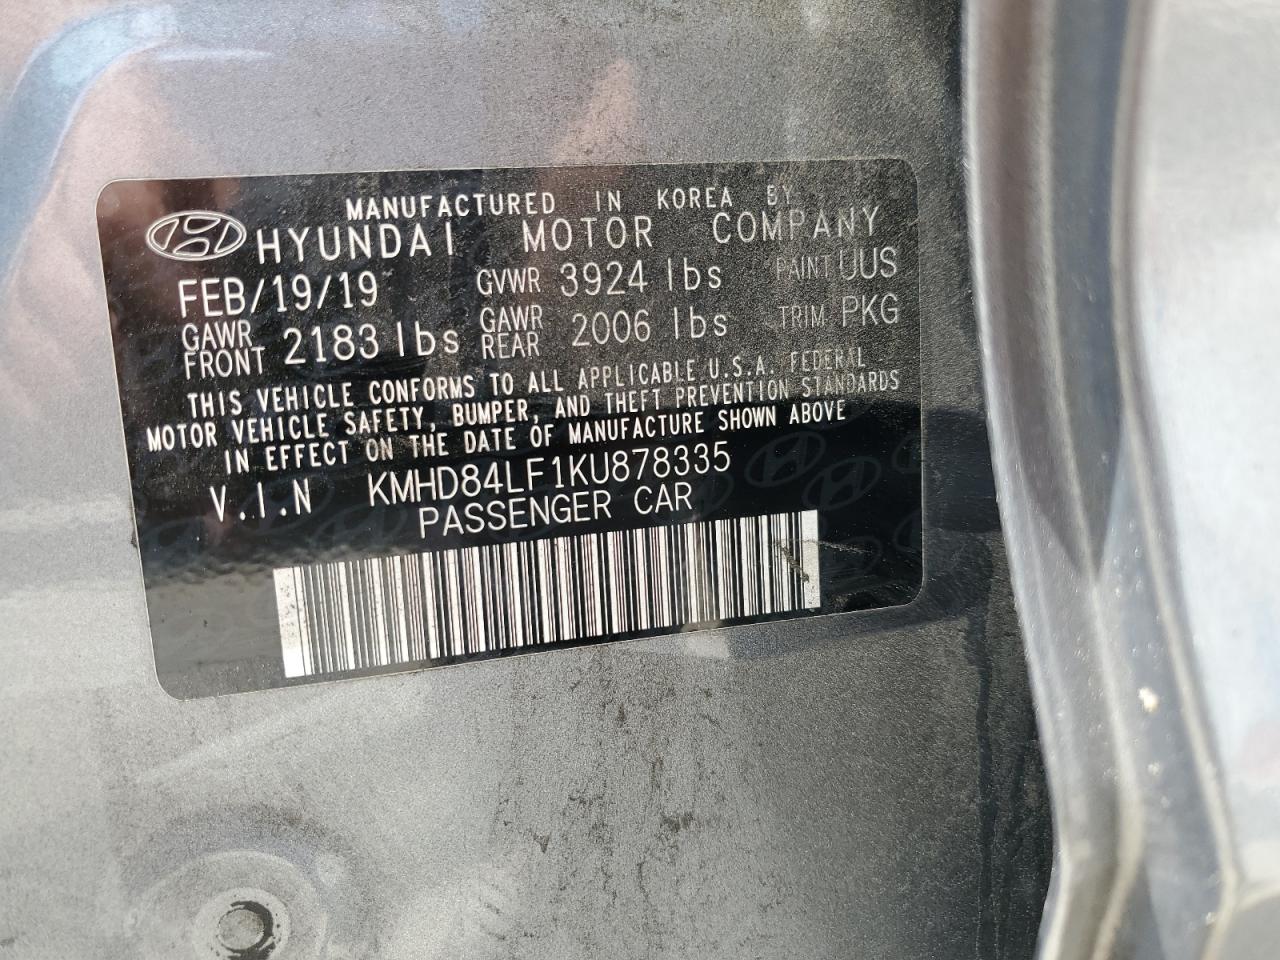 MANUFACTURED IN KOREA BY
HYUNDAI MOTOR COMPANY
FEB/19/19 GVWR 3924 lbs PAINT UUS
GAWR FRONT 2183 lbs GAWR REAR 2006 lbs TRIM PKG
THIS VEHICLE CONFORMS TO ALL APPLICABLE U.S.A. FEDERAL
MOTOR VEHICLE SAFETY, BUMPER, AND THEFT PREVENTION STANDARDS
IN EFFECT ON THE DATE OF MANUFACTURE SHOWN ABOVE
V.I.N KMHD84LF1KU878335
PASSENGER CAR